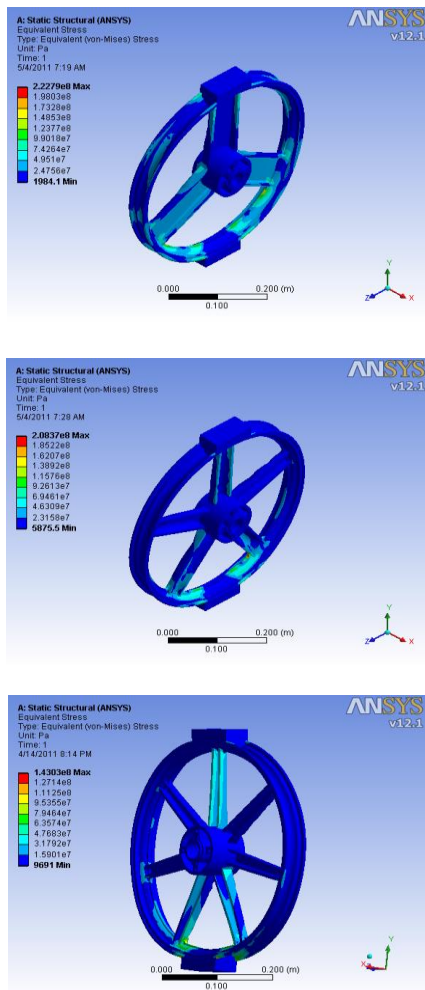 A: Static Structural (ANSYS)
Equivalent Stress
Type: Equivalent (von-Mises) Stress
Unit: Pa
Time: 1
5/4/2011 7:19 AM
2.2279e8 Max
1.9803e8
1.7328e8
1.4853e8
1.2377e8
9.9018e7
7.4264e7
4.951e7
2.4756e7
1984.1 Min
ANSYS
v12.1
0.000 0.200 (m)
0.100
Y
Z X
A: Static Structural (ANSYS)
Equivalent Stress
Type: Equivalent (von-Mises) Stress
Unit: Pa
Time: 1
5/4/2011 7:28 AM
2.0837e8 Max
1.8522e8
1.6207e8
1.3892e8
1.1576e8
9.2613e7
6.9461e7
4.6309e7
2.3158e7
5875.5 Min
ANSYS
v12.1
0.000 0.200 (m)
0.100
Y
Z X
A: Static Structural (ANSYS)
Equivalent Stress
Type: Equivalent (von-Mises) Stress
Unit: Pa
Time: 1
4/14/2011 8:14 PM
1.4303e8 Max
1.2714e8
1.1125e8
9.5355e7
7.9464e7
6.3574e7
4.7683e7
3.1792e7
1.5901e7
9691 Min
ANSYS
v12.1
0.000 0.200 (m)
0.100
Y
X